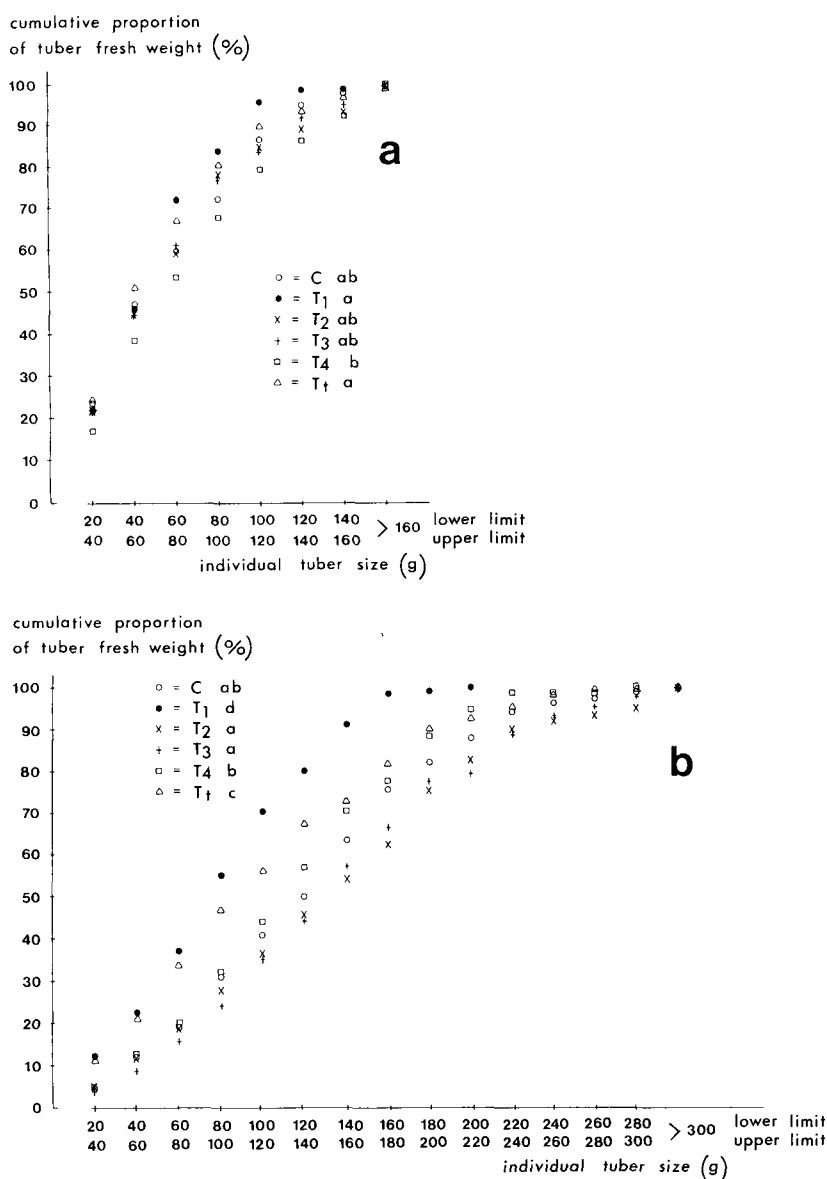 cumulative proportion
of tuber fresh weight (%)
100
90
80
70
60
50
40
30
20
10
0
a
○ = C ab
● = T1 a
x = T2 ab
+ = T3 ab
□ = T4 b
△ = Tt a
20 40 60 80 100 120 140 > 160 lower limit
40 60 80 100 120 140 160 upper limit
individual tuber size (g)
cumulative proportion
of tuber fresh weight (%)
○ = C ab
● = T1 d
x = T2 a
+ = T3 a
□ = T4 b
△ = Tt c
100
90
80
70
60
50
40
30
20
10
0
b
20 40 60 80 100 120 140 160 180 200 220 240 260 280 > 300 lower limit
40 60 80 100 120 140 160 180 200 220 240 260 280 300 upper limit
individual tuber size (g)